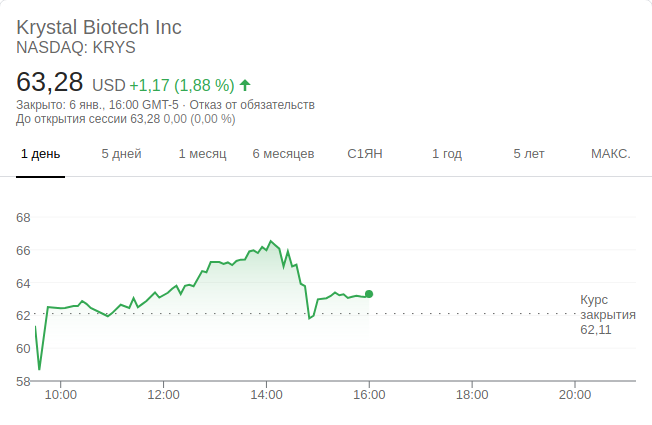 Krystal Biotech Inc
NASDAQ: KRYS
63,28 USD +1,17 (1,88 %)
Закрыто: 6 янв., 16:00 GMT-5 · Отказ от обязательств
До открытия сессии 63,28 0,00 (0,00 %)
1 день 5 дней 1 месяц 6 месяцев С1ЯН 1 год 5 лет МАКС.
68
66
64
62
60
58
Курс
закрытия
62,11
10:00 12:00 14:00 16:00 18:00 20:00